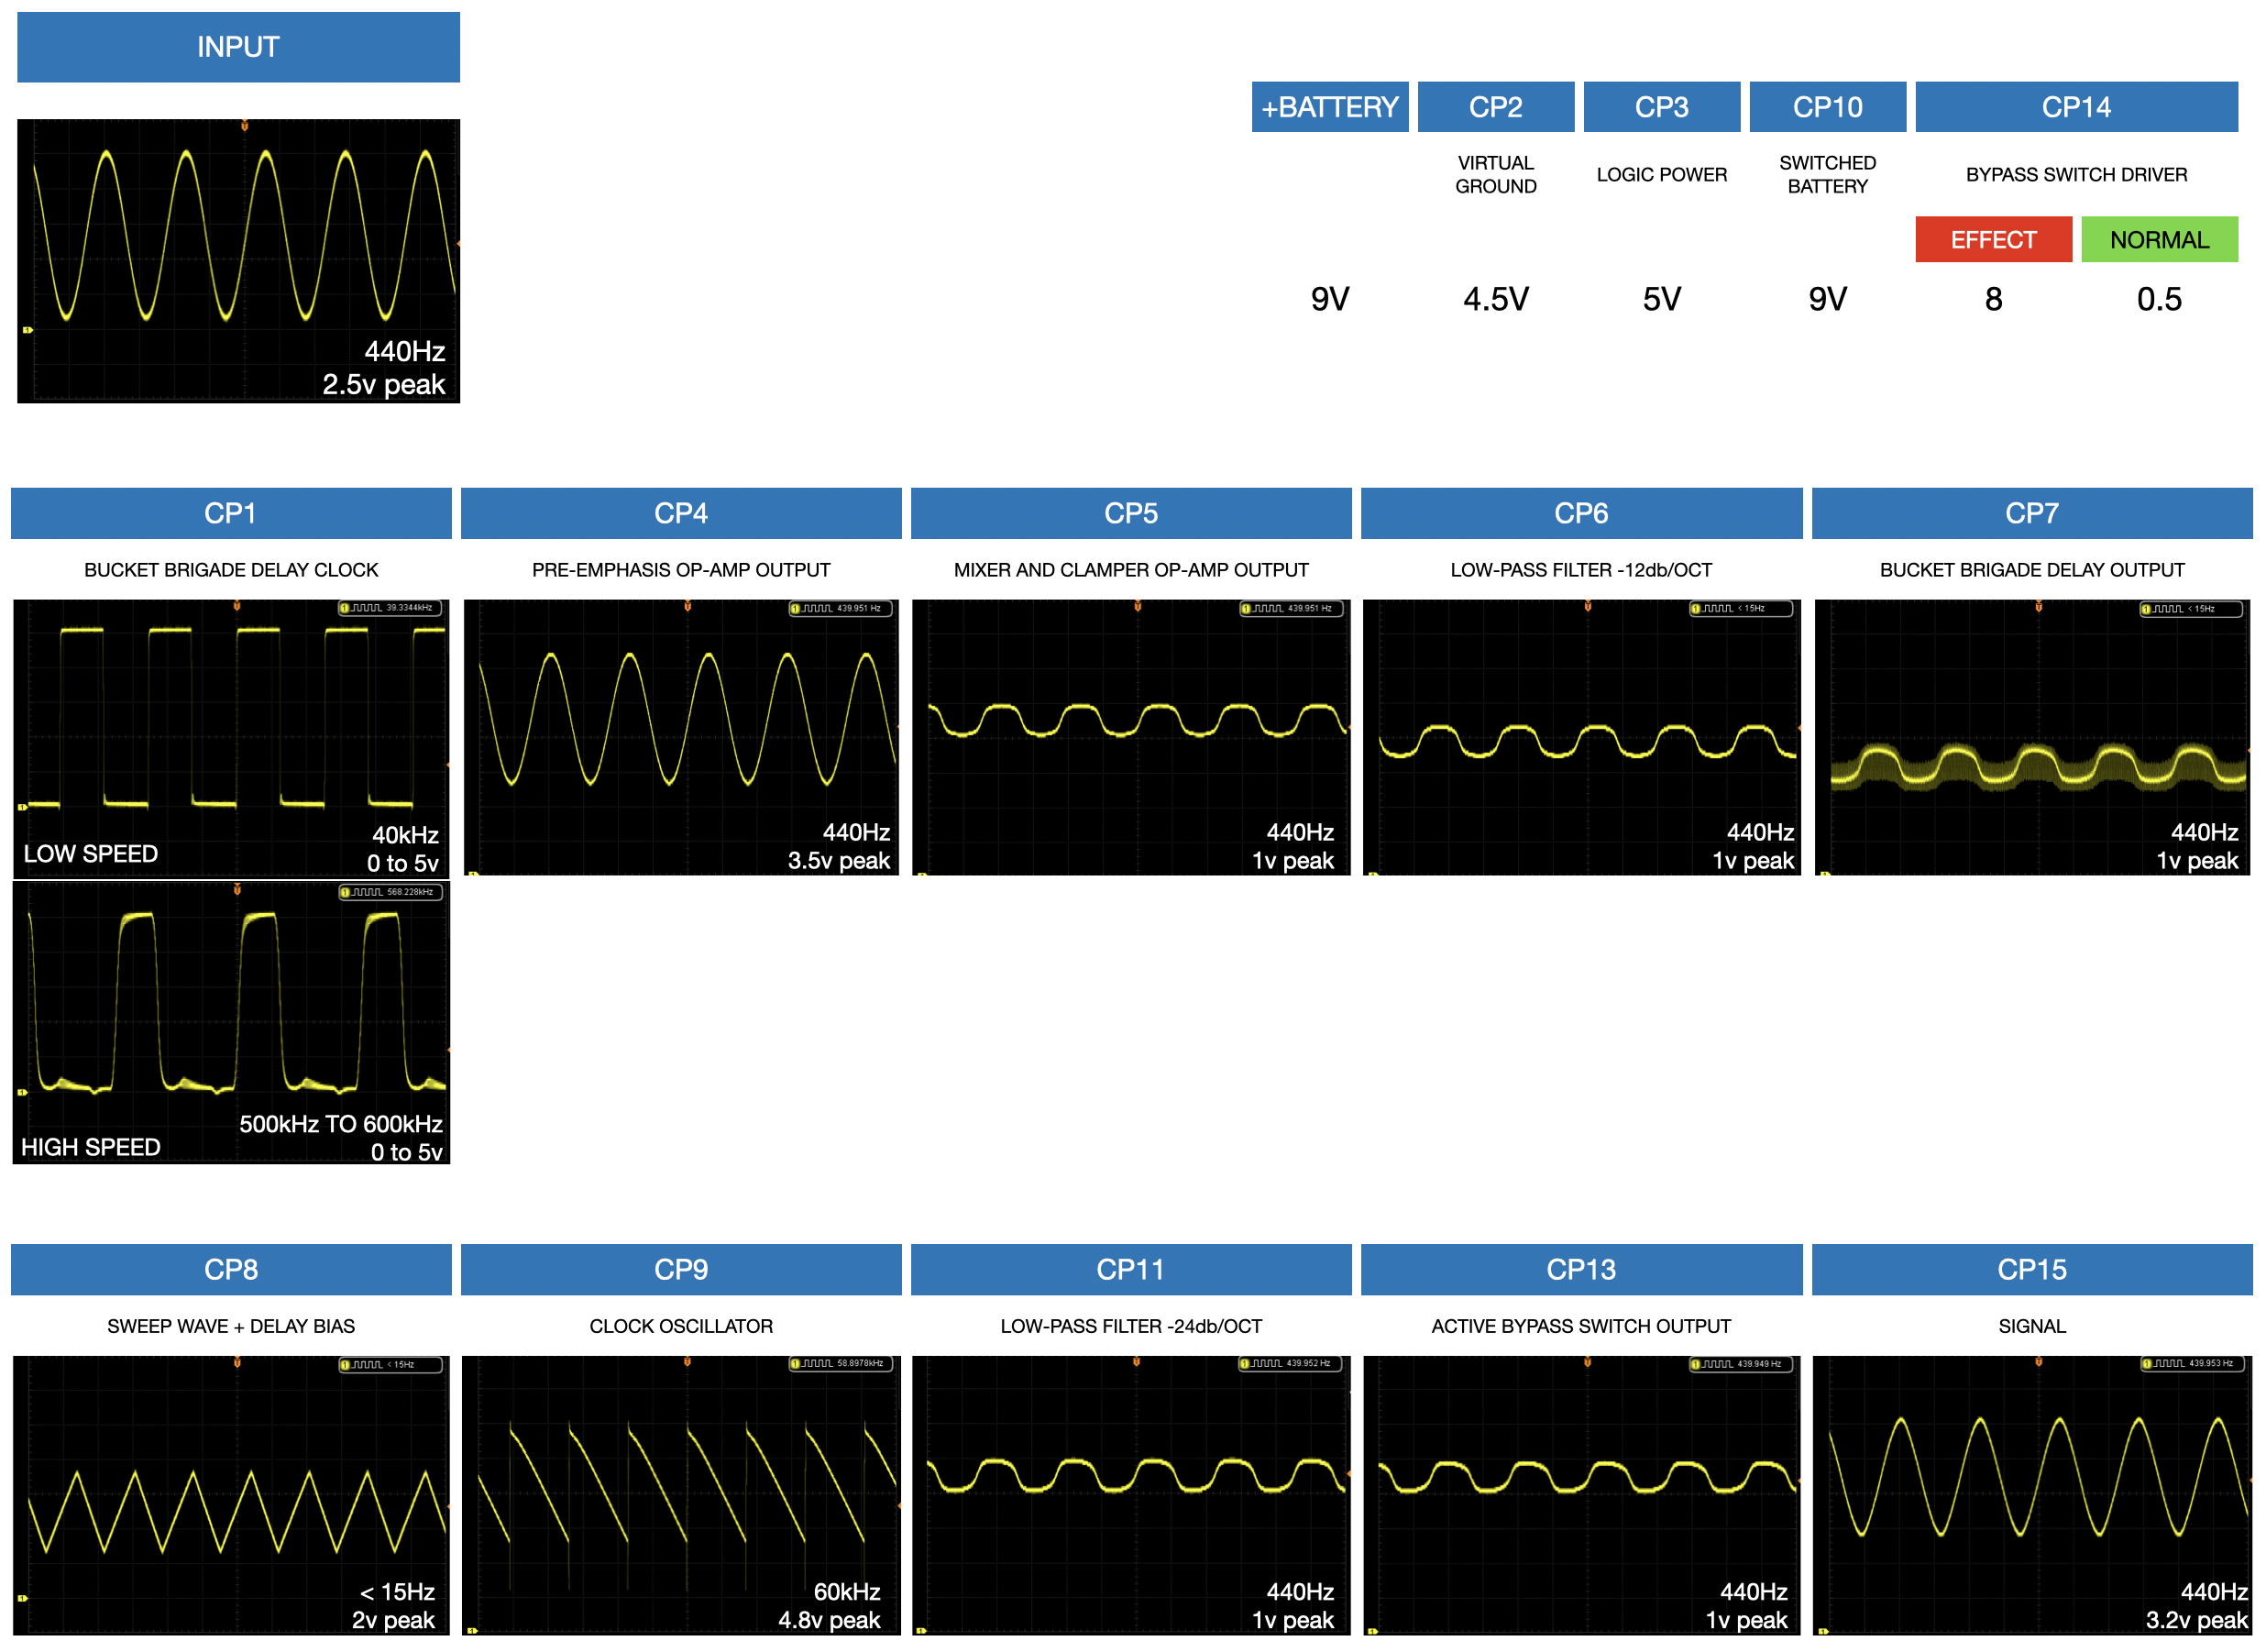 INPUT
440Hz
2.5v peak
+BATTERY
CP2
CP3
CP10
CP14
VIRTUAL
GROUND
LOGIC POWER
SWITCHED
BATTERY
BYPASS SWITCH DRIVER
EFFECT
NORMAL
9V
4.5V
5V
9V
8
0.5
CP1
BUCKET BRIGADE DELAY CLOCK
39.3344kHz
LOW SPEED
40kHz
0 to 5v
568.228kHz
HIGH SPEED
500kHz TO 600kHz
0 to 5v
CP4
PRE-EMPHASIS OP-AMP OUTPUT
439.951 Hz
440Hz
3.5v peak
CP5
MIXER AND CLAMPER OP-AMP OUTPUT
439.951 Hz
440Hz
1v peak
CP6
LOW-PASS FILTER -12db/OCT
< 15Hz
440Hz
1v peak
CP7
BUCKET BRIGADE DELAY OUTPUT
< 15Hz
440Hz
1v peak
CP8
SWEEP WAVE + DELAY BIAS
< 15Hz
< 15Hz
2v peak
CP9
CLOCK OSCILLATOR
58.8978kHz
60kHz
4.8v peak
CP11
LOW-PASS FILTER -24db/OCT
439.952 Hz
440Hz
1v peak
CP13
ACTIVE BYPASS SWITCH OUTPUT
439.949 Hz
440Hz
1v peak
CP15
SIGNAL
439.953 Hz
440Hz
3.2v peak